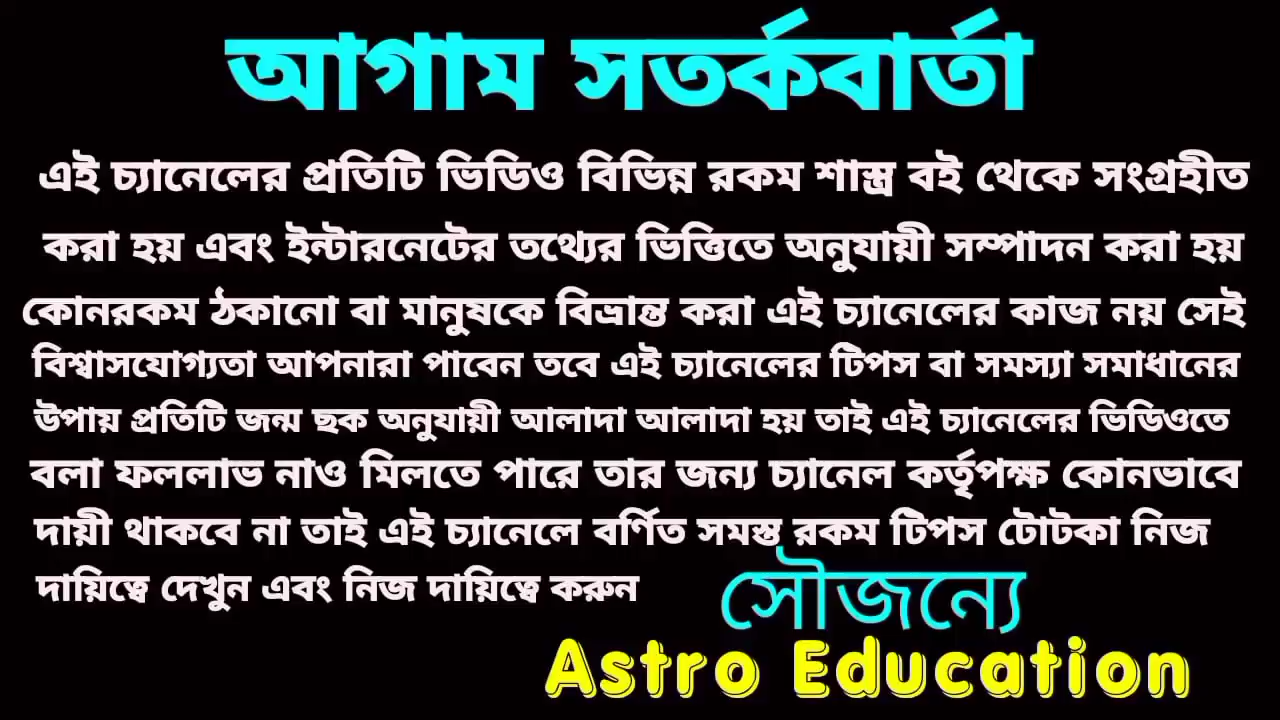 আগাম সতর্কবার্তা
এই চ্যানেলের প্রতিটি ভিডিও বিভিন্ন রকম শাস্ত্র বই থেকে সংগ্রহীত
করা হয় এবং ইন্টারনেটের তথ্যের ভিত্তিতে অনুযায়ী সম্পাদন করা হয়
কোনরকম ঠকানো বা মানুষকে বিভ্রান্ত করা এই চ্যানেলের কাজ নয় সেই
বিশ্বাসযোগ্যতা আপনারা পাবেন তবে এই চ্যানেলের টিপস বা সমস্যা সমাধানের
উপায় প্রতিটি জন্ম ছক অনুযায়ী আলাদা আলাদা হয় তাই এই চ্যানেলের ভিডিওতে
বলা ফললাভ নাও মিলতে পারে তার জন্য চ্যানেল কর্তৃপক্ষ কোনভাবে
দায়ী থাকবে না তাই এই চ্যানেলে বর্ণিত সমস্ত রকম টিপস টোটকা নিজ
দায়িত্বে দেখুন এবং নিজ দায়িত্বে করুন
সৌজন্যে
Astro Education